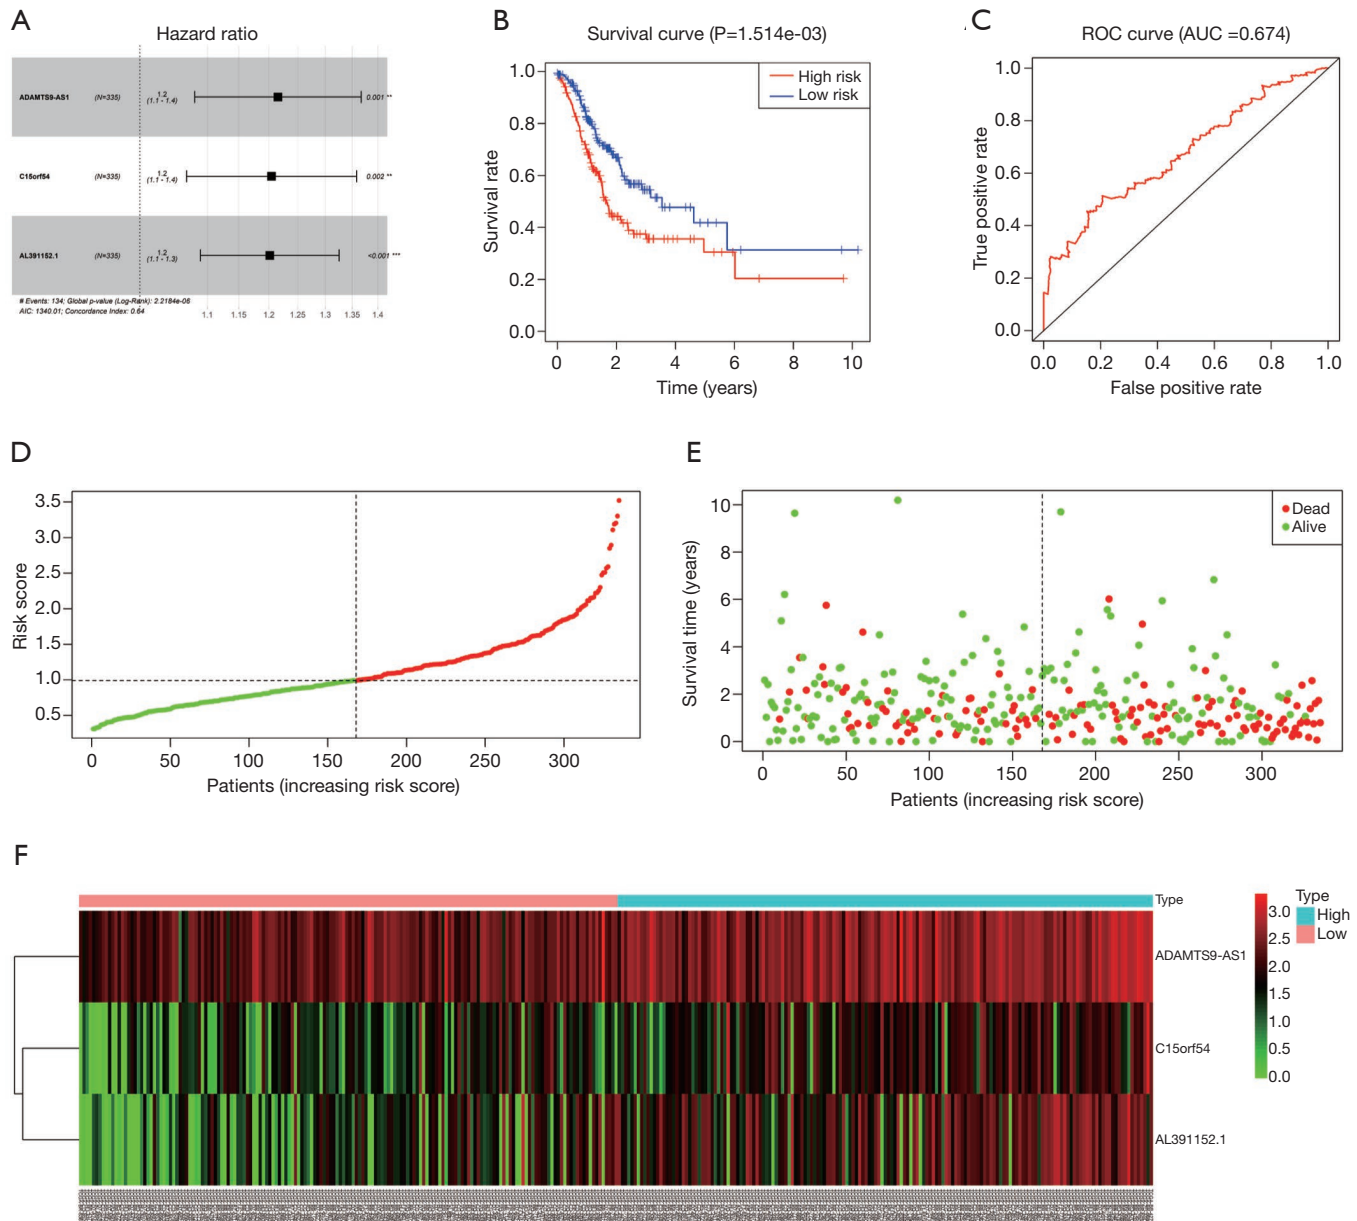 A
Hazard ratio
ADAMTS9-AS1 (N=335) 1.2 (1.1 - 1.4) 0.001 **
C15orf54 (N=335) 1.2 (1.1 - 1.4) 0.002 **
AL391152.1 (N=335) 1.2 (1.1 - 1.3) <0.001 ***
# Events: 134; Global p-value (Log-Rank): 2.2184e-06
AIC: 1340.01; Concordance Index: 0.64
1.1 1.15 1.2 1.25 1.3 1.35 1.4
B
Survival curve (P=1.514e-03)
High risk
Low risk
Survival rate
1.0
0.8
0.6
0.4
0.2
0.0
0 2 4 6 8 10
Time (years)
C
ROC curve (AUC =0.674)
True positive rate
1.0
0.8
0.6
0.4
0.2
0.0
0.0 0.2 0.4 0.6 0.8 1.0
False positive rate
D
Risk score
3.5
3.0
2.5
2.0
1.5
1.0
0.5
0 50 100 150 200 250 300
Patients (increasing risk score)
E
Dead
Alive
Survival time (years)
10
8
6
4
2
0
0 50 100 150 200 250 300
Patients (increasing risk score)
F
Type
ADAMTS9-AS1
C15orf54
AL391152.1
3.0
2.5
2.0
1.5
1.0
0.5
0.0
Type
High
Low